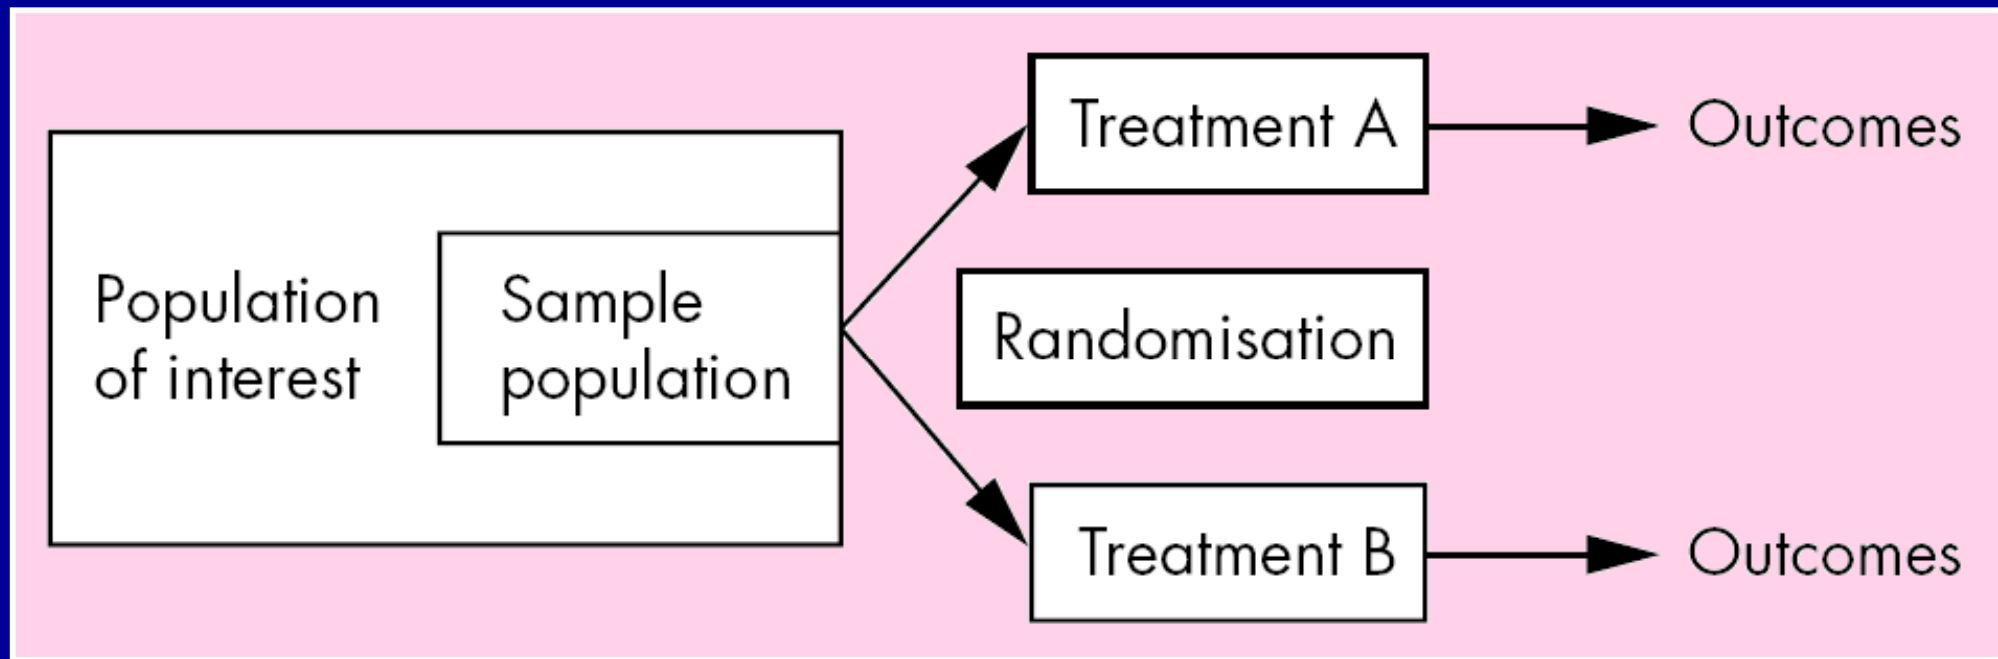 Population
of interest
Sample
population
Treatment A
Outcomes
Randomisation
Treatment B
Outcomes